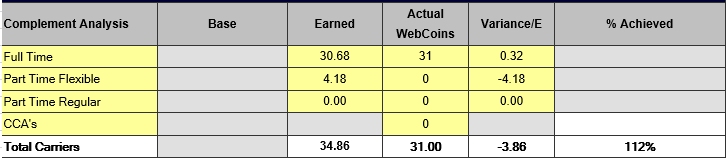 Complement Analysis Base Earned Actual WebCoins Variance/E % Achieved
Full Time 30.68 31 0.32
Part Time Flexible 4.18 0 -4.18
Part Time Regular 0.00 0 0.00
CCA's 0
Total Carriers 34.86 31.00 -3.86 112%